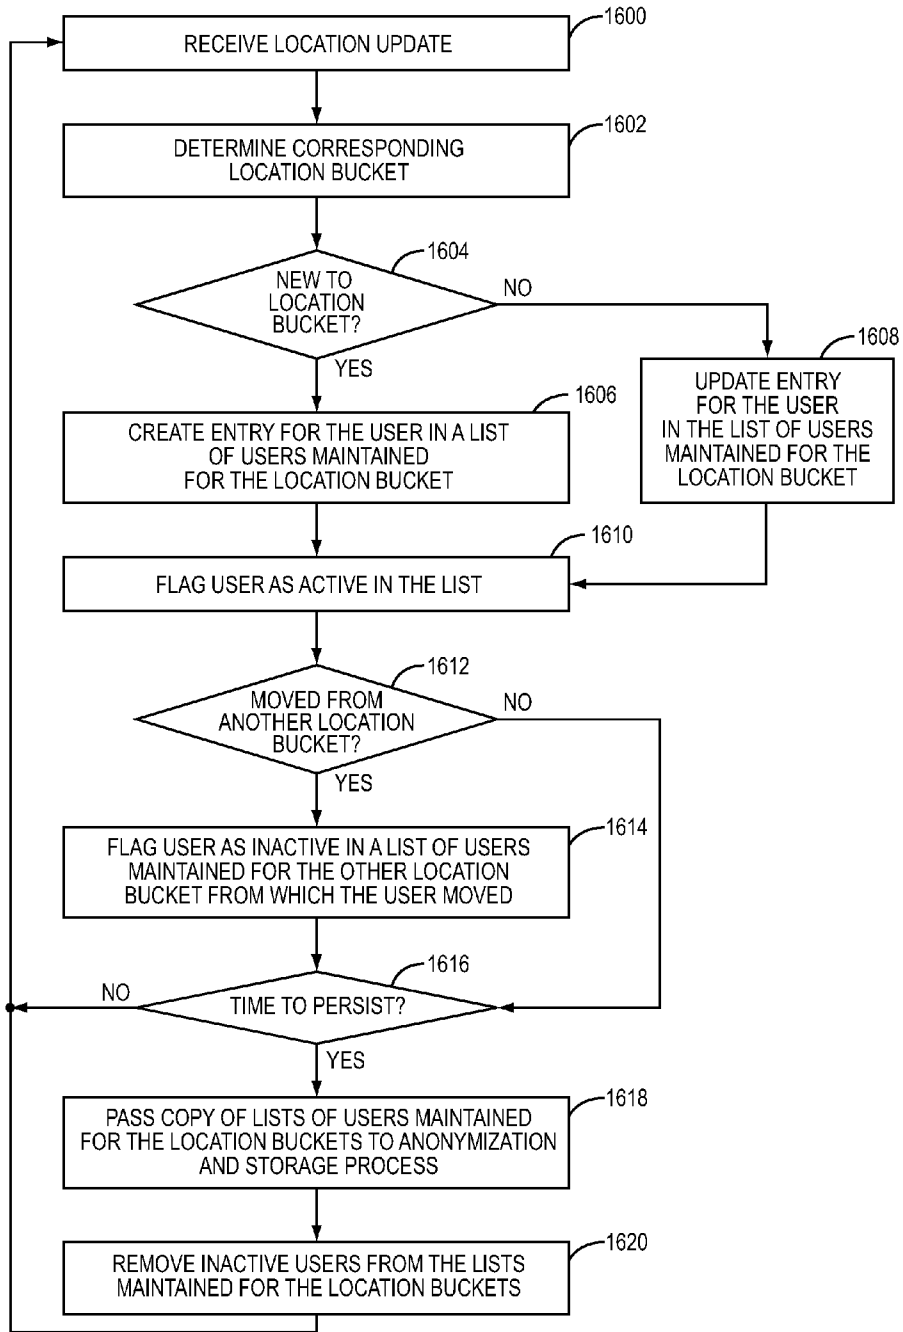 1600
RECEIVE LOCATION UPDATE
1602
DETERMINE CORRESPONDING
LOCATION BUCKET
1604
NEW TO
LOCATION
BUCKET?
NO
YES
1608
UPDATE ENTRY
FOR THE USER
IN THE LIST OF USERS
MAINTAINED FOR THE
LOCATION BUCKET
1606
CREATE ENTRY FOR THE USER IN A LIST
OF USERS MAINTAINED
FOR THE LOCATION BUCKET
1610
FLAG USER AS ACTIVE IN THE LIST
1612
MOVED FROM
ANOTHER LOCATION
BUCKET?
NO
YES
1614
FLAG USER AS INACTIVE IN A LIST OF USERS
MAINTAINED FOR THE OTHER LOCATION
BUCKET FROM WHICH THE USER MOVED
1616
TIME TO PERSIST?
NO
YES
1618
PASS COPY OF LISTS OF USERS MAINTAINED
FOR THE LOCATION BUCKETS TO ANONYMIZATION
AND STORAGE PROCESS
1620
REMOVE INACTIVE USERS FROM THE LISTS
MAINTAINED FOR THE LOCATION BUCKETS